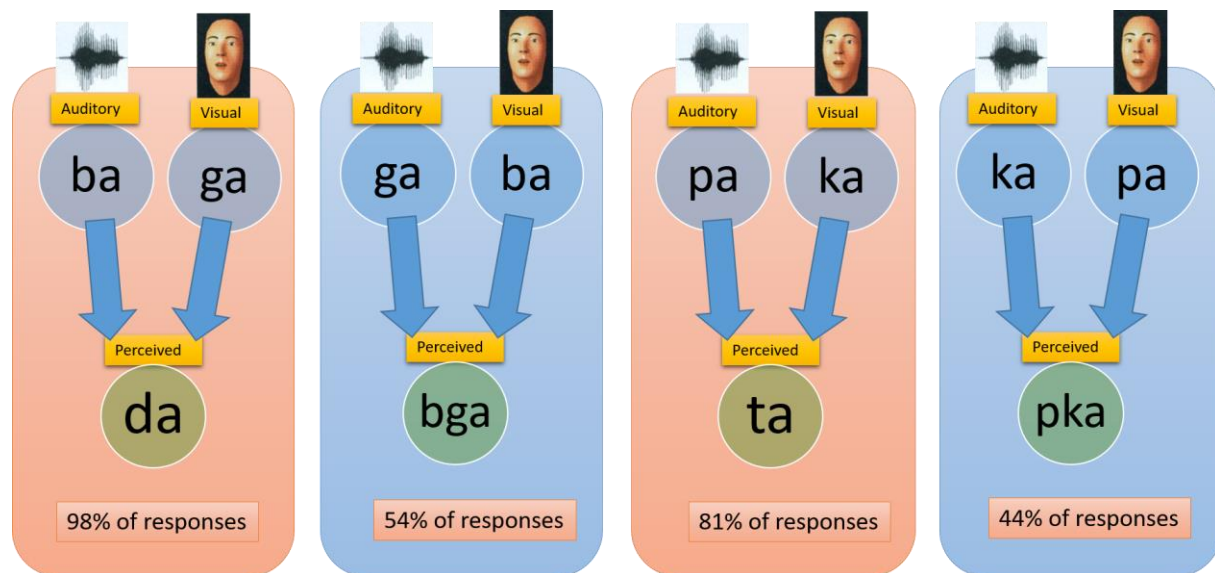 Auditory
Visual
ba
ga
Perceived
da
98% of responses
Auditory
Visual
ga
ba
Perceived
bga
54% of responses
Auditory
Visual
pa
ka
Perceived
ta
81% of responses
Auditory
Visual
ka
pa
Perceived
pka
44% of responses